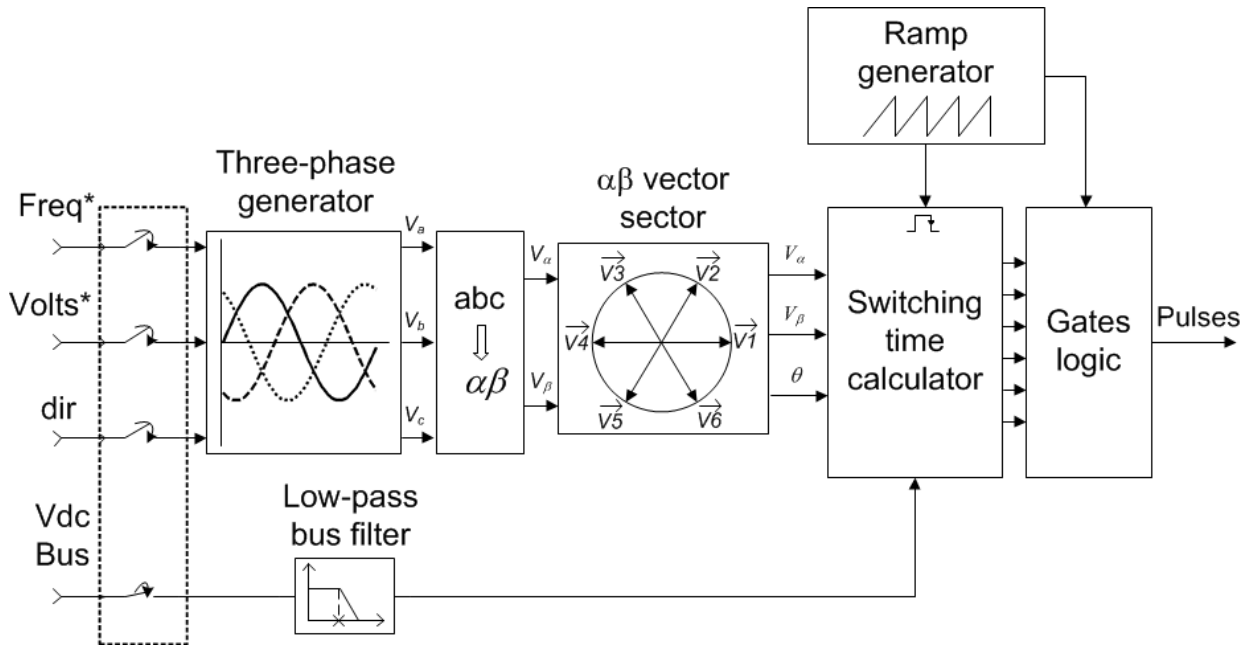 Ramp
generator
Three-phase
generator
αβ vector
sector
Freq*
Volts*
dir
Vdc
Bus
Va
Vb
Vc
abc
αβ
Vα
Vβ
V3
V2
V4
V1
V5
V6
Vα
Vβ
θ
Switching
time
calculator
Gates
logic
Pulses
Low-pass
bus filter